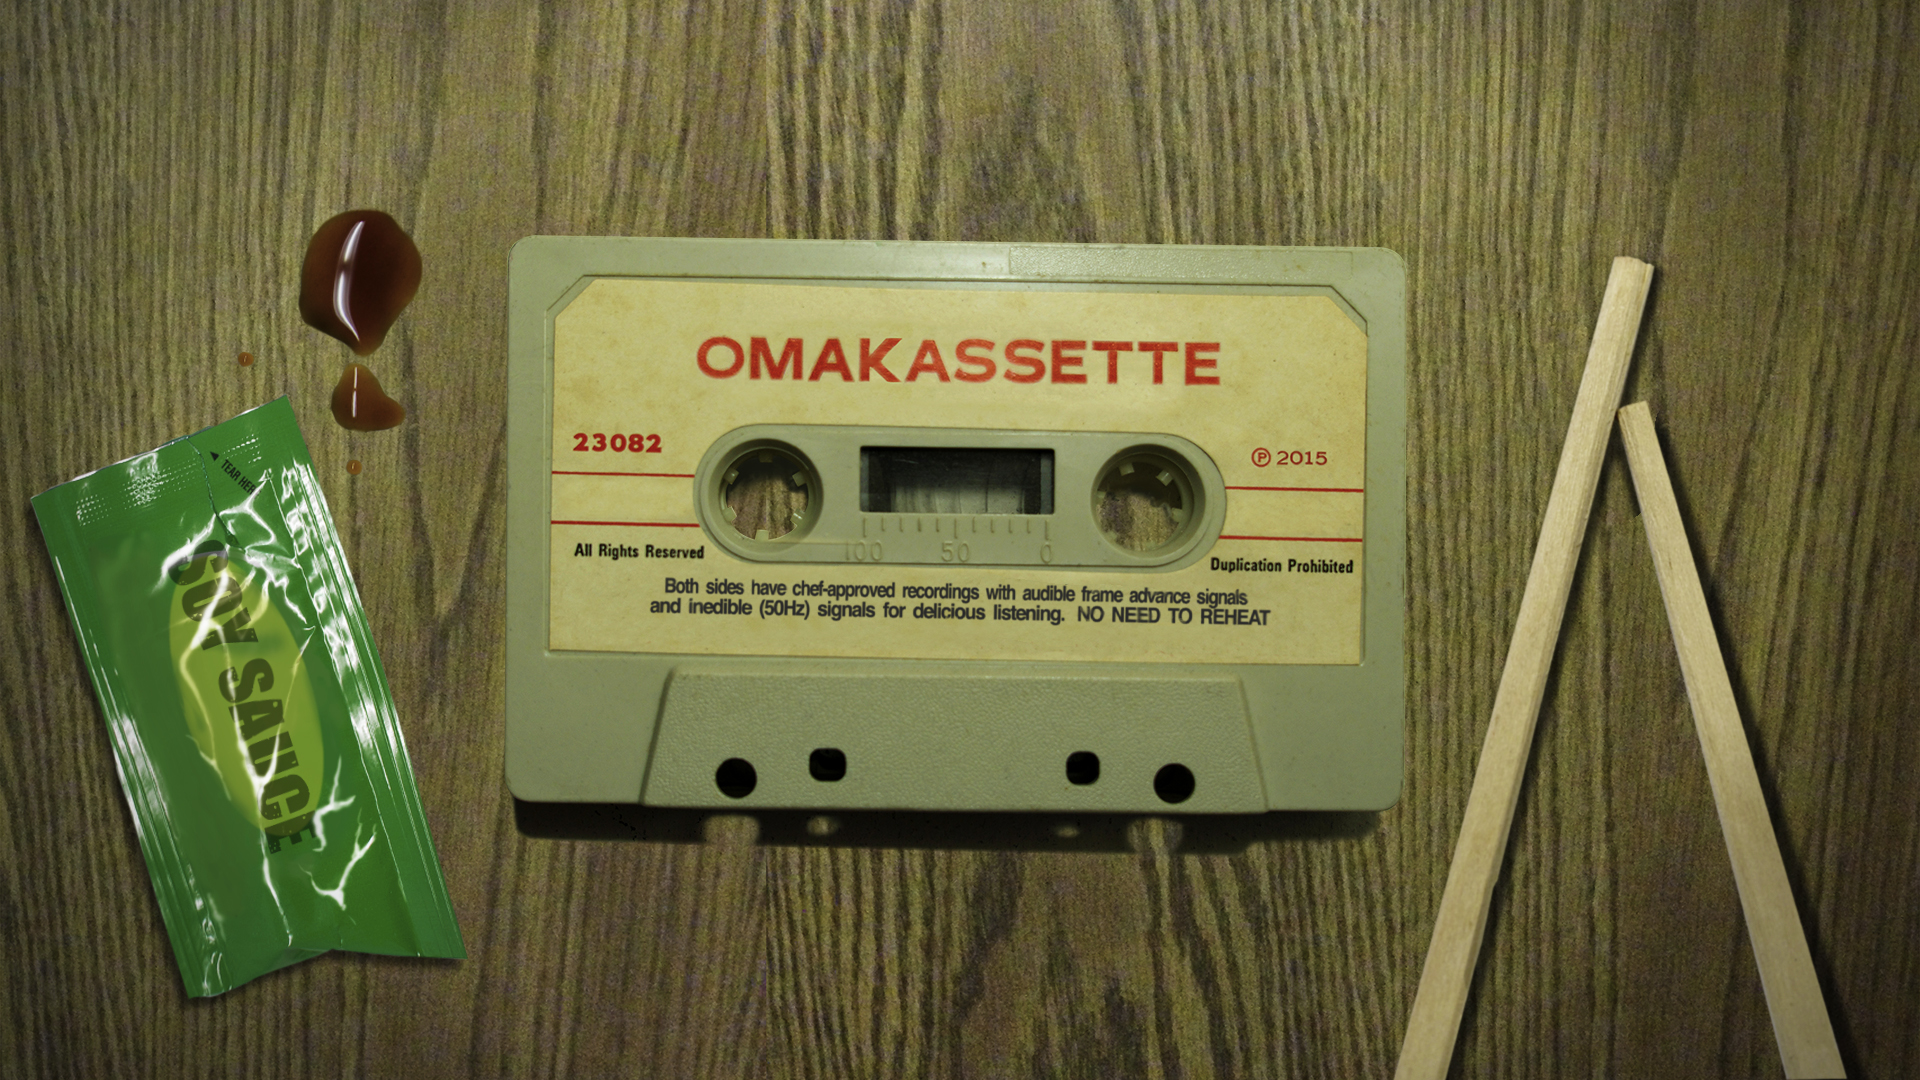 OMAKASSETTE
23082
℗ 2015
All Rights Reserved
100 50 0
Duplication Prohibited
Both sides have chef-approved recordings with audible frame advance signals
and inedible (50Hz) signals for delicious listening. NO NEED TO REHEAT
TEAR HERE
SOY SAUCE